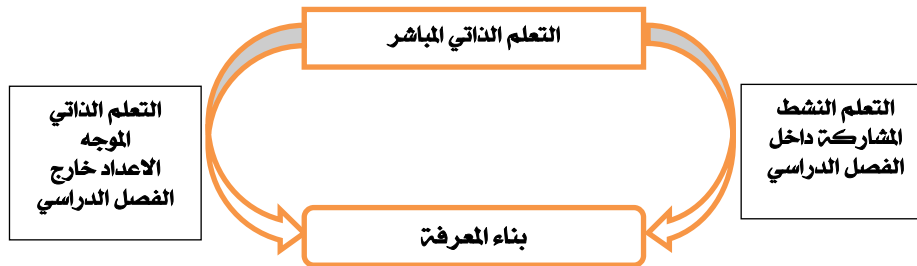 التعلم الذاتي المباشر
التعلم النشط
المشاركة داخل
الفصل الدراسي
التعلم الذاتي
الموجه
الاعداد خارج
الفصل الدراسي
بناء المعرفة